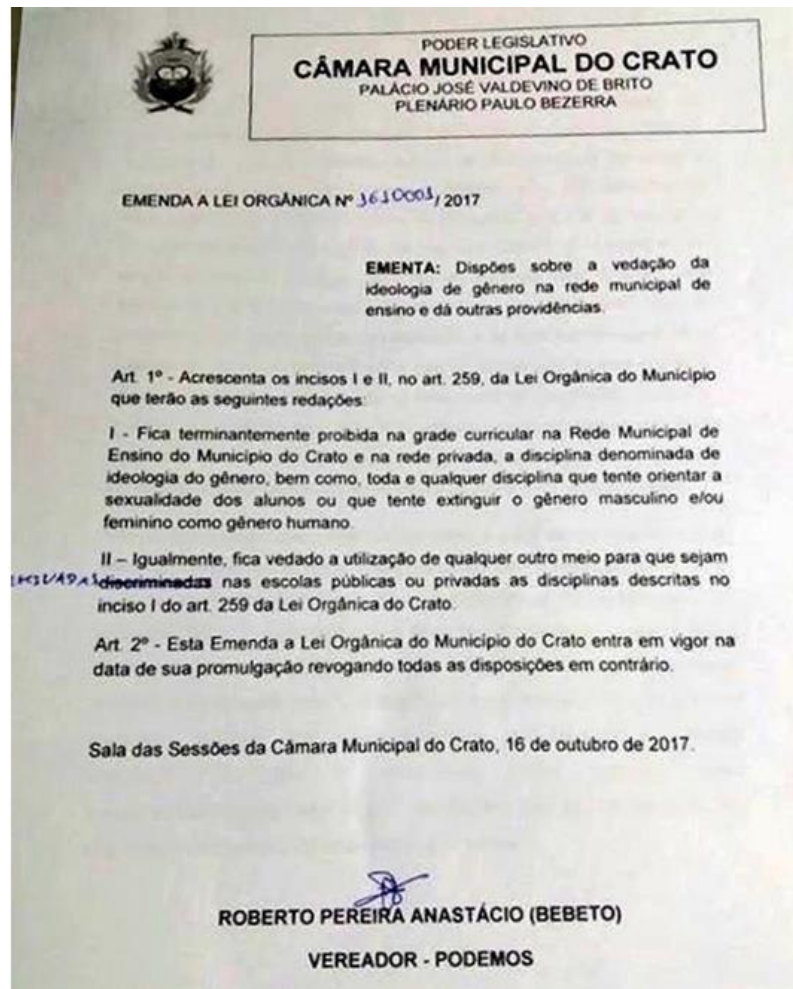 PODER LEGISLATIVO
CÂMARA MUNICIPAL DO CRATO
PALÁCIO JOSÉ VALDEVINO DE BRITO
PLENÁRIO PAULO BEZERRA
EMENDA A LEI ORGÂNICA Nº 1610001/2017
EMENTA: Dispões sobre a vedação da
ideologia de gênero na rede municipal de
ensino e dá outras providências.
Art. 1º - Acrescenta os incisos I e II, no art. 259, da Lei Orgânica do Município
que terão as seguintes redações:
I - Fica terminantemente proibida na grade curricular na Rede Municipal de
Ensino do Município do Crato e na rede privada, a disciplina denominada de
ideologia do gênero, bem como, toda e qualquer disciplina que tente orientar a
sexualidade dos alunos ou que tente extinguir o gênero masculino e/ou
feminino como gênero humano.
II – Igualmente, fica vedado a utilização de qualquer outro meio para que sejam
discriminadas nas escolas públicas ou privadas as disciplinas descritas no
inciso I do art. 259 da Lei Orgânica do Crato.
Art. 2º - Esta Emenda a Lei Orgânica do Município do Crato entra em vigor na
data de sua promulgação revogando todas as disposições em contrário.
Sala das Sessões da Câmara Municipal do Crato, 16 de outubro de 2017.
ROBERTO PEREIRA ANASTÁCIO (BEBETO)
VEREADOR - PODEMOS